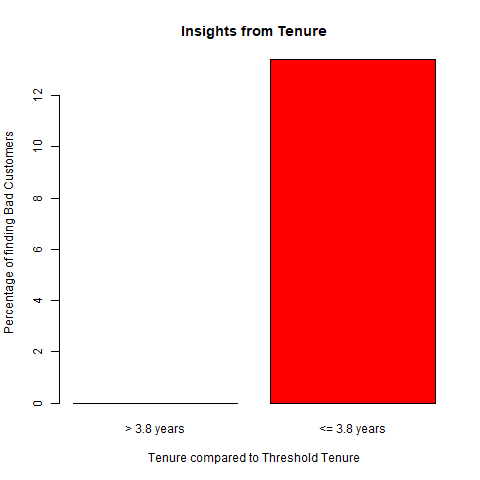 Insights from Tenure
Percentage of finding Bad Customers
12
10
8
6
4
2
0
> 3.8 years
<= 3.8 years
Tenure compared to Threshold Tenure